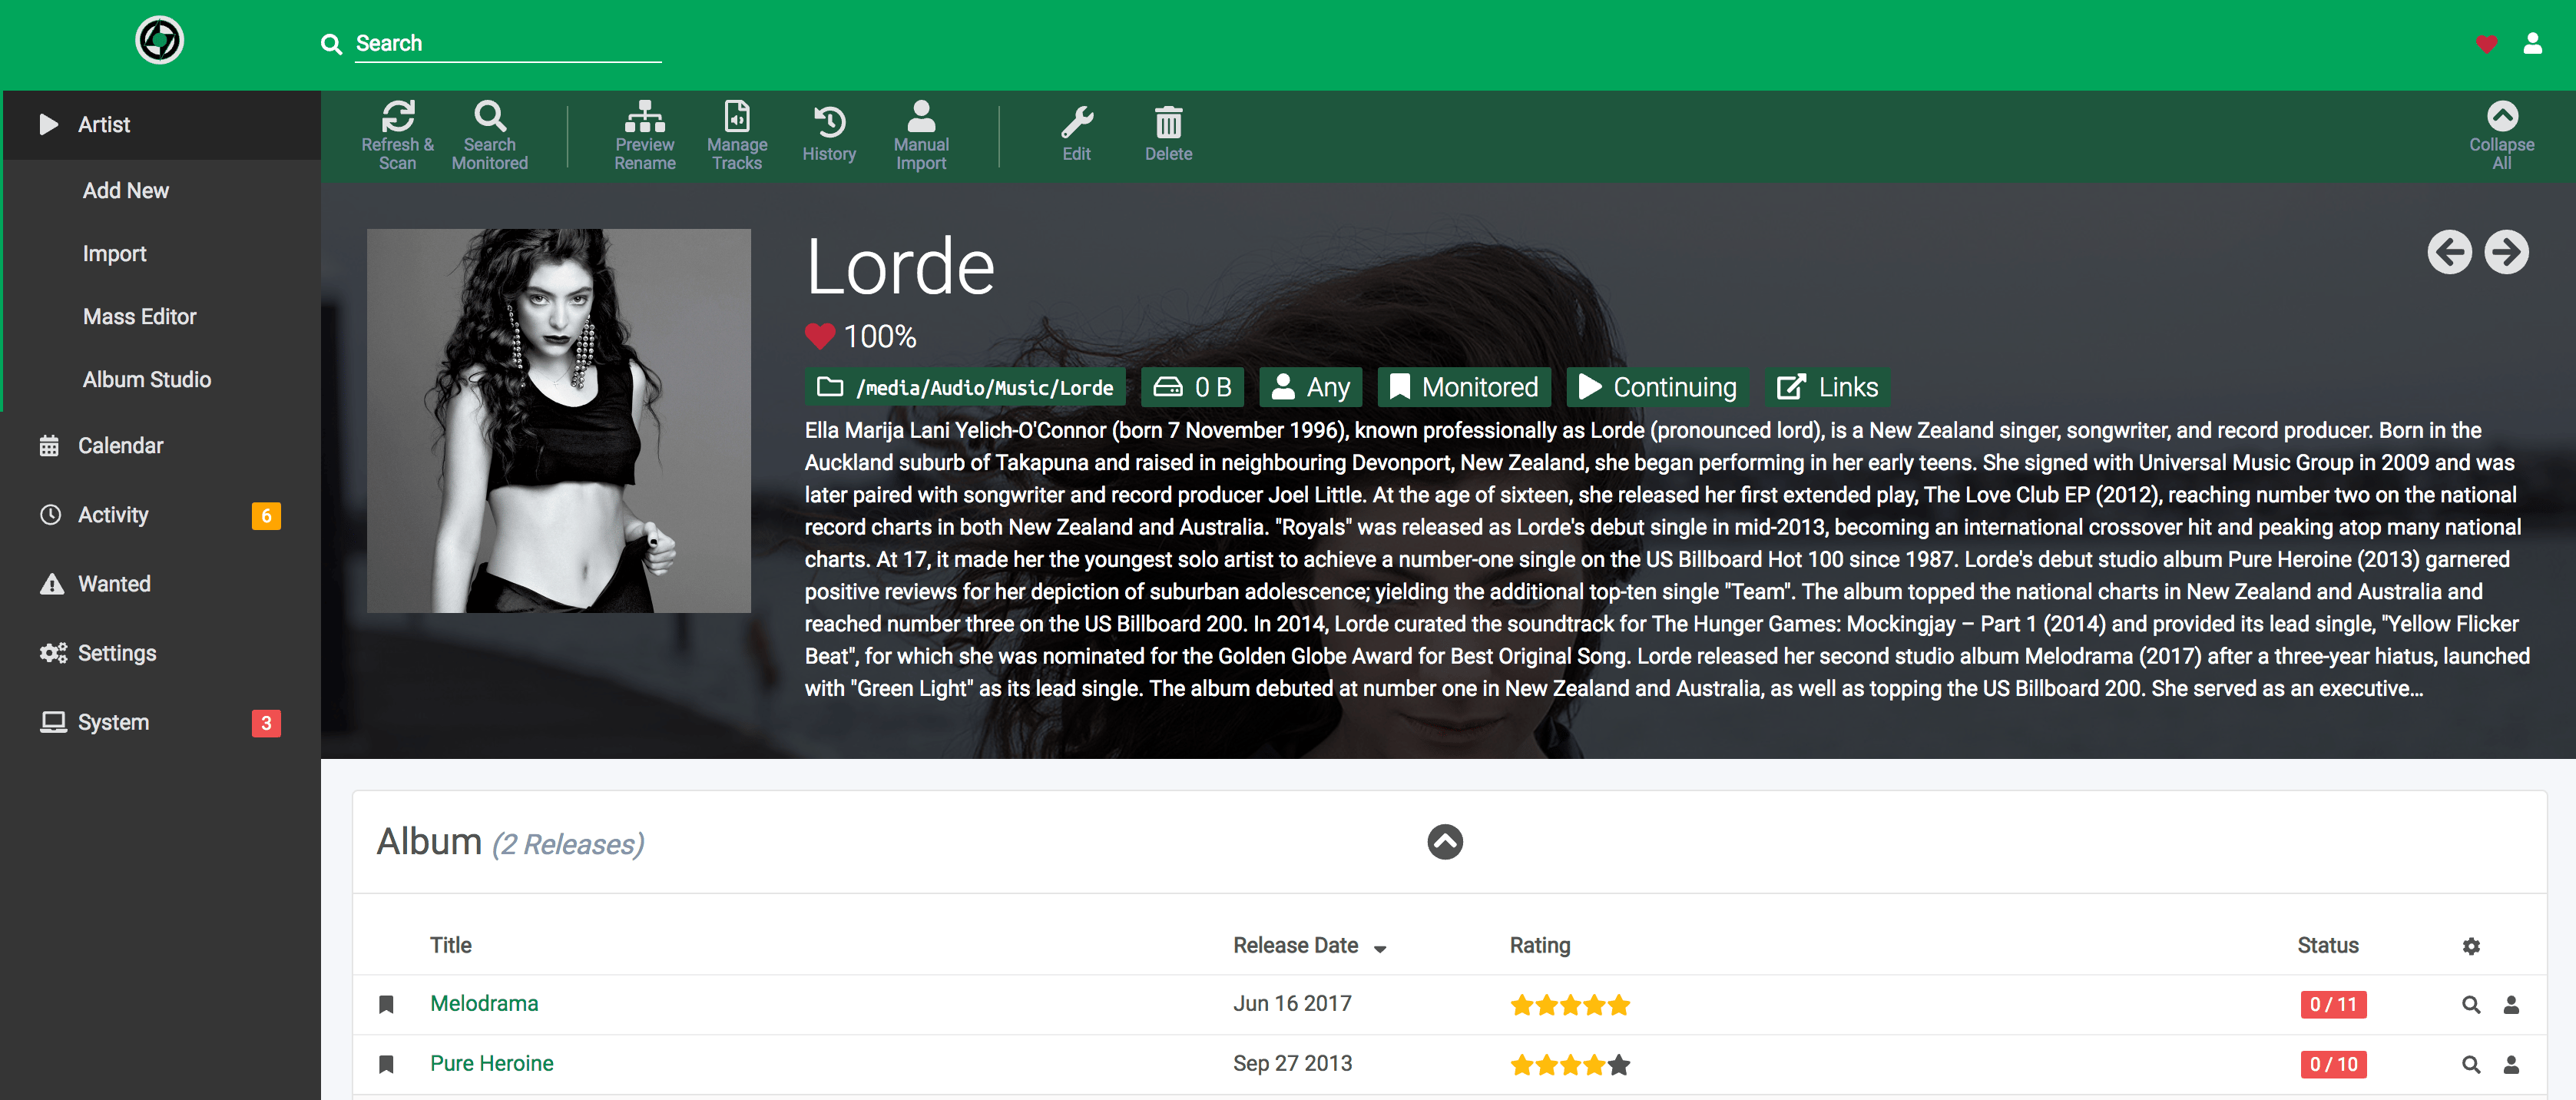 Search
Artist
Add New
Import
Mass Editor
Album Studio
Calendar
Activity 6
Wanted
Settings
System 3
Refresh & Scan
Search Monitored
Preview Rename
Manage Tracks
History
Manual Import
Edit
Delete
Collapse All
Lorde
100%
/media/Audio/Music/Lorde 0 B Any Monitored Continuing Links
Ella Marija Lani Yelich-O'Connor (born 7 November 1996), known professionally as Lorde (pronounced lord), is a New Zealand singer, songwriter, and record producer. Born in the
Auckland suburb of Takapuna and raised in neighbouring Devonport, New Zealand, she began performing in her early teens. She signed with Universal Music Group in 2009 and was
later paired with songwriter and record producer Joel Little. At the age of sixteen, she released her first extended play, The Love Club EP (2012), reaching number two on the national
record charts in both New Zealand and Australia. "Royals" was released as Lorde's debut single in mid-2013, becoming an international crossover hit and peaking atop many national
charts. At 17, it made her the youngest solo artist to achieve a number-one single on the US Billboard Hot 100 since 1987. Lorde's debut studio album Pure Heroine (2013) garnered
positive reviews for her depiction of suburban adolescence; yielding the additional top-ten single "Team". The album topped the national charts in New Zealand and Australia and
reached number three on the US Billboard 200. In 2014, Lorde curated the soundtrack for The Hunger Games: Mockingjay – Part 1 (2014) and provided its lead single, "Yellow Flicker
Beat", for which she was nominated for the Golden Globe Award for Best Original Song. Lorde released her second studio album Melodrama (2017) after a three-year hiatus, launched
with "Green Light" as its lead single. The album debuted at number one in New Zealand and Australia, as well as topping the US Billboard 200. She served as an executive...
Album (2 Releases)
Title Release Date Rating Status
Melodrama Jun 16 2017 0 / 11
Pure Heroine Sep 27 2013 0 / 10